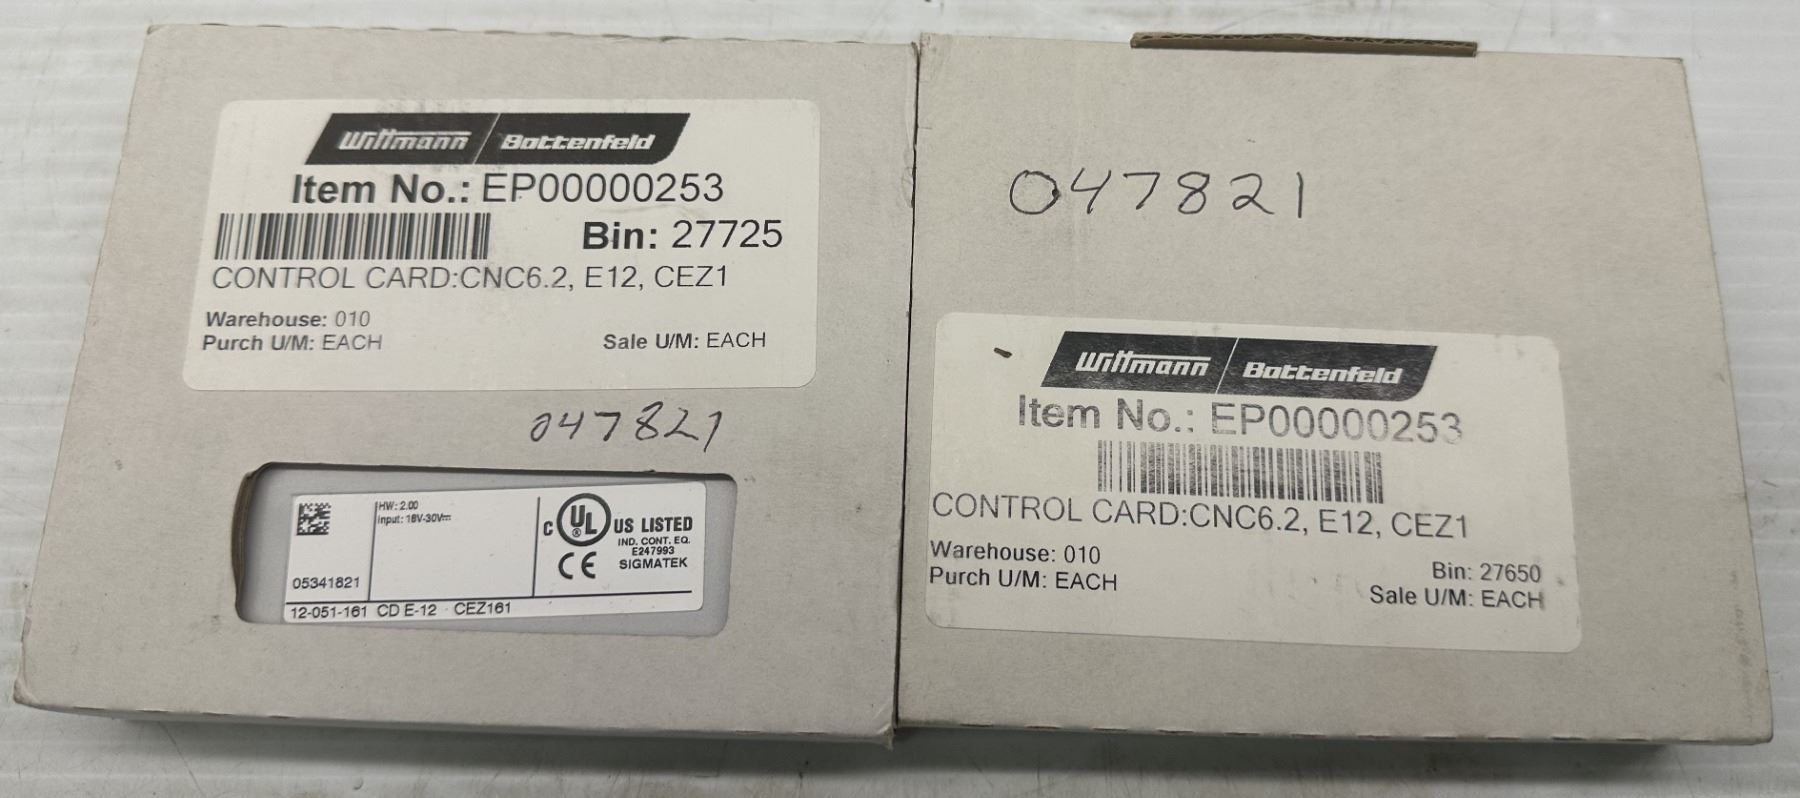 Wittmann Battenfeld
Item No.: EP00000253
Bin: 27725
CONTROL CARD:CNC6.2, E12, CEZ1
Warehouse: 010
Purch U/M: EACH
Sale U/M: EACH
047821
HW: 2.00
Input: 18V-30V⎓
05341821
C UL ® US LISTED
IND. CONT. EQ.
E247993
CE SIGMATEK
12-051-161 CD E-12 CEZ161
047821
Wittmann Battenfeld
Item No.: EP00000253
CONTROL CARD:CNC6.2, E12, CEZ1
Warehouse: 010
Purch U/M: EACH
Bin: 27650
Sale U/M: EACH